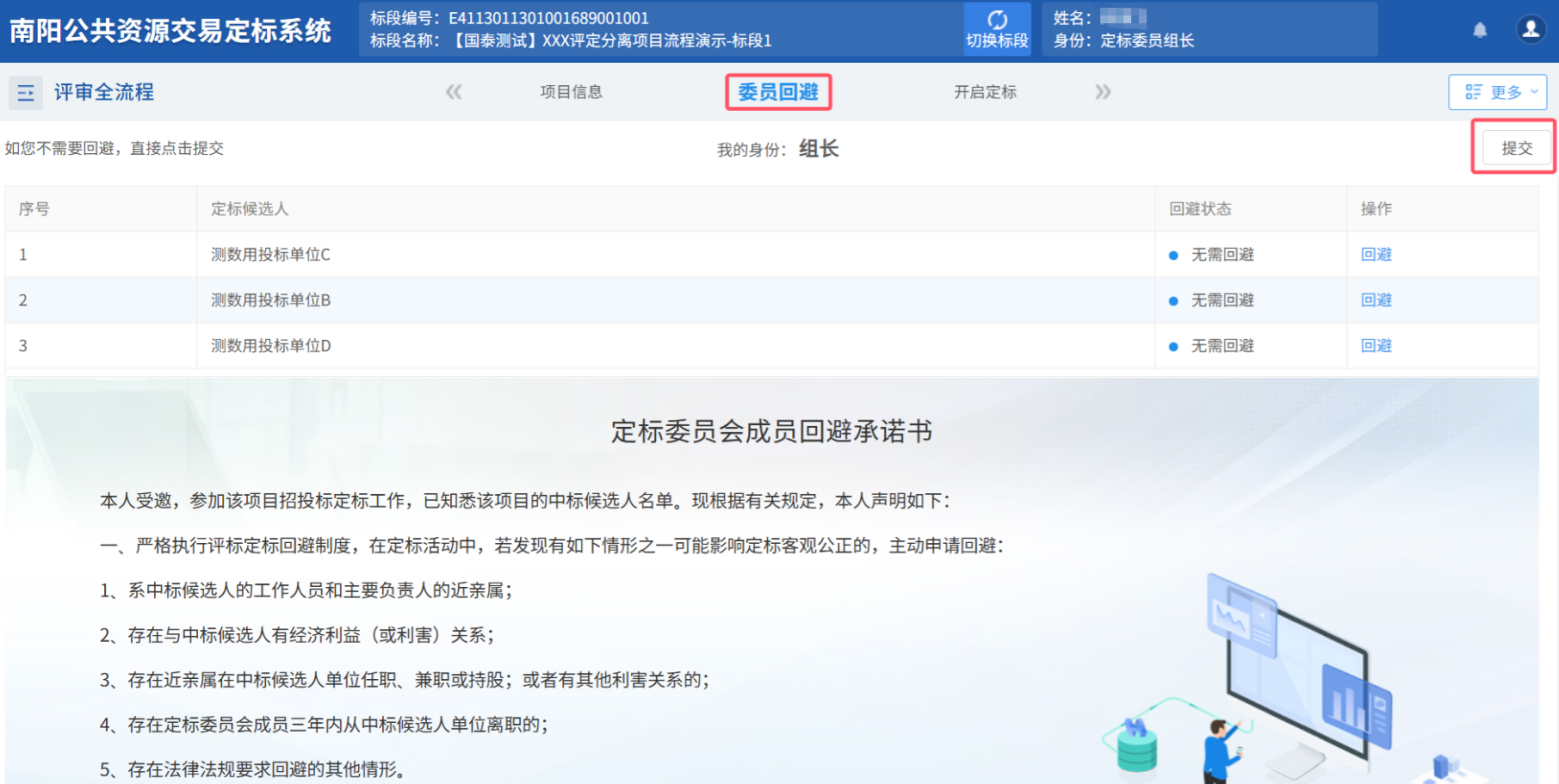 南阳公共资源交易定标系统
标段编号：E4113011301001689001001
标段名称：【国泰测试】XXX评定分离项目流程演示-标段1
切换标段
姓名：
身份：定标委员组长
评审全流程
项目信息
委员回避
开启定标
更多
如您不需要回避，直接点击提交
我的身份：组长
提交
序号 定标候选人 回避状态 操作
1 测数用投标单位C 无需回避 回避
2 测数用投标单位B 无需回避 回避
3 测数用投标单位D 无需回避 回避
定标委员会成员回避承诺书
本人受邀，参加该项目招投标定标工作，已知悉该项目的中标候选人名单。现根据有关规定，本人声明如下：
一、严格执行评标定标回避制度，在定标活动中，若发现有如下情形之一可能影响定标客观公正的，主动申请回避：
1、系中标候选人的工作人员和主要负责人的近亲属；
2、存在与中标候选人有经济利益（或利害）关系；
3、存在近亲属在中标候选人单位任职、兼职或持股；或者有其他利害关系的；
4、存在定标委员会成员三年内从中标候选人单位离职的；
5、存在法律法规要求回避的其他情形。